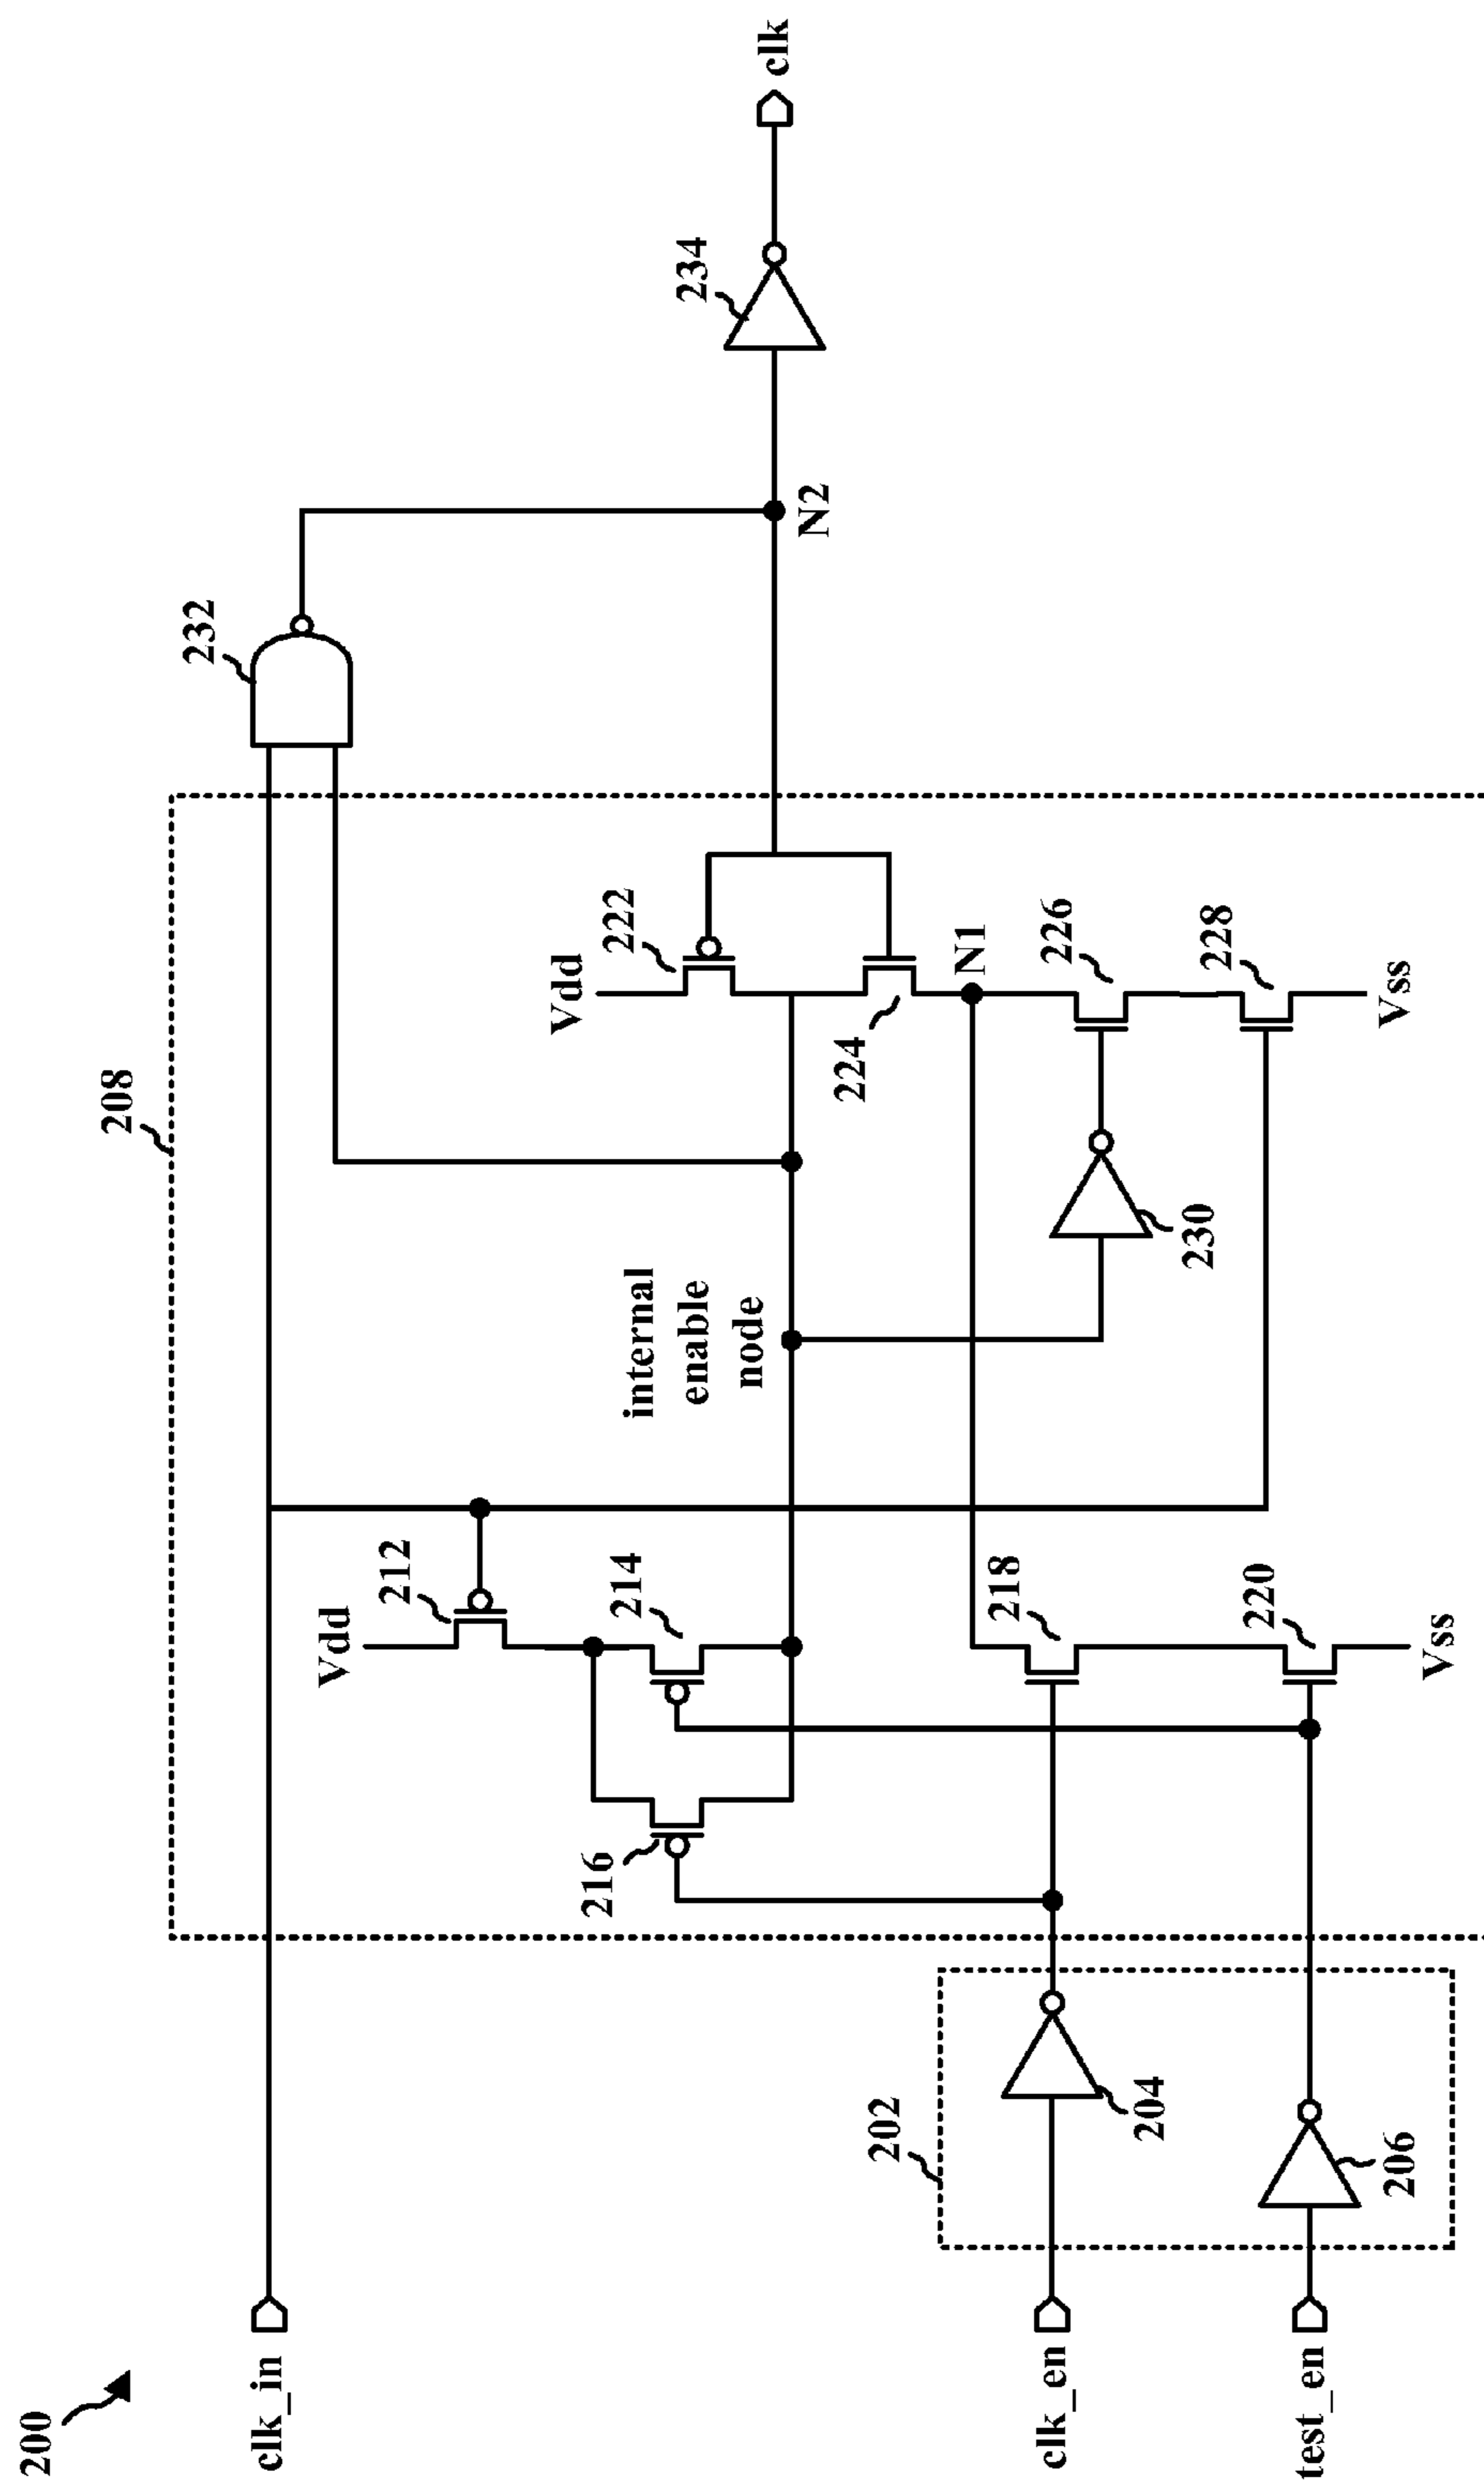 200
clk_in
clk_en
test_en
202
204
206
208
Vdd
212
214
216
218
220
Vss
internal
enable
node
Vdd
222
224
N1
226
228
230
Vss
232
N2
234
clk